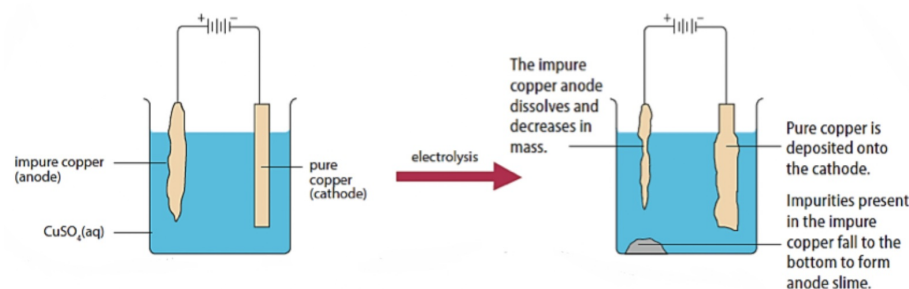 + −
impure copper
(anode)
pure
copper
(cathode)
CuSO₄(aq)
electrolysis
The impure
copper anode
dissolves and
decreases in
mass.
+ −
Pure copper is
deposited onto
the cathode.
Impurities present
in the impure
copper fall to the
bottom to form
anode slime.